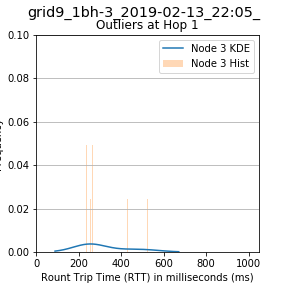 grid9_1bh-3_2019-02-13_22:05_
Outliers at Hop 1
Node 3 KDE
Node 3 Hist
0.10
0.08
0.06
0.04
0.02
0.00
0 200 400 600 800 1000
Rount Trip Time (RTT) in milliseconds (ms)